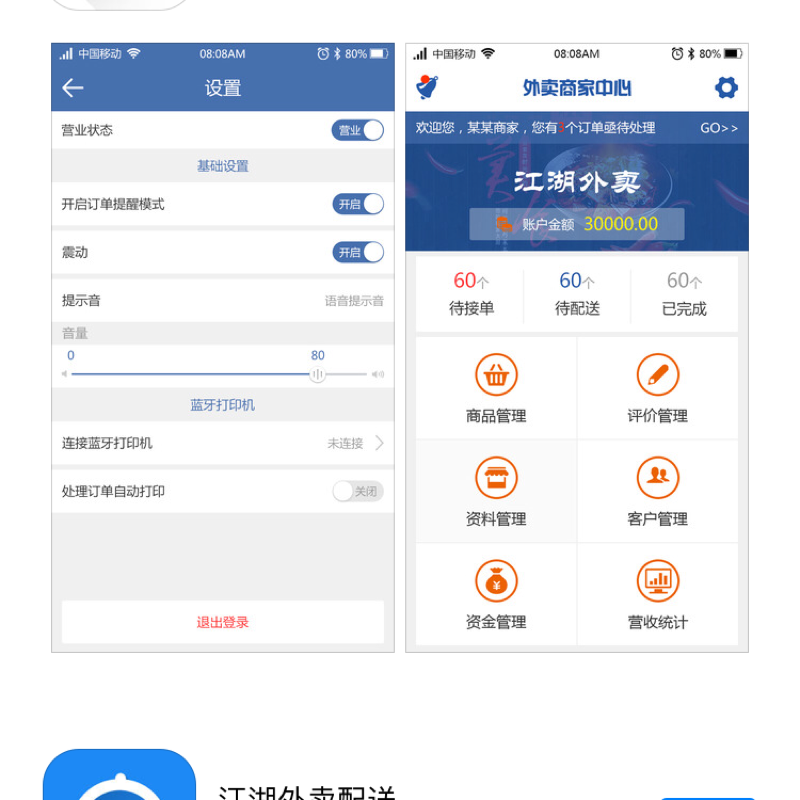 中国移动 08:08AM 80%
设置
营业状态 营业
基础设置
开启订单提醒模式 开启
震动 开启
提示音 语音提示音
音量
0 80
蓝牙打印机
连接蓝牙打印机 未连接
处理订单自动打印 关闭
退出登录
中国移动 08:08AM 80%
外卖商家中心
欢迎您，某某商家，您有1个订单亟待处理 GO>>
江湖外卖
账户金额 30000.00
60个 60个 60个
待接单 待配送 已完成
商品管理 评价管理
资料管理 客户管理
资金管理 营收统计
江湖外卖配送